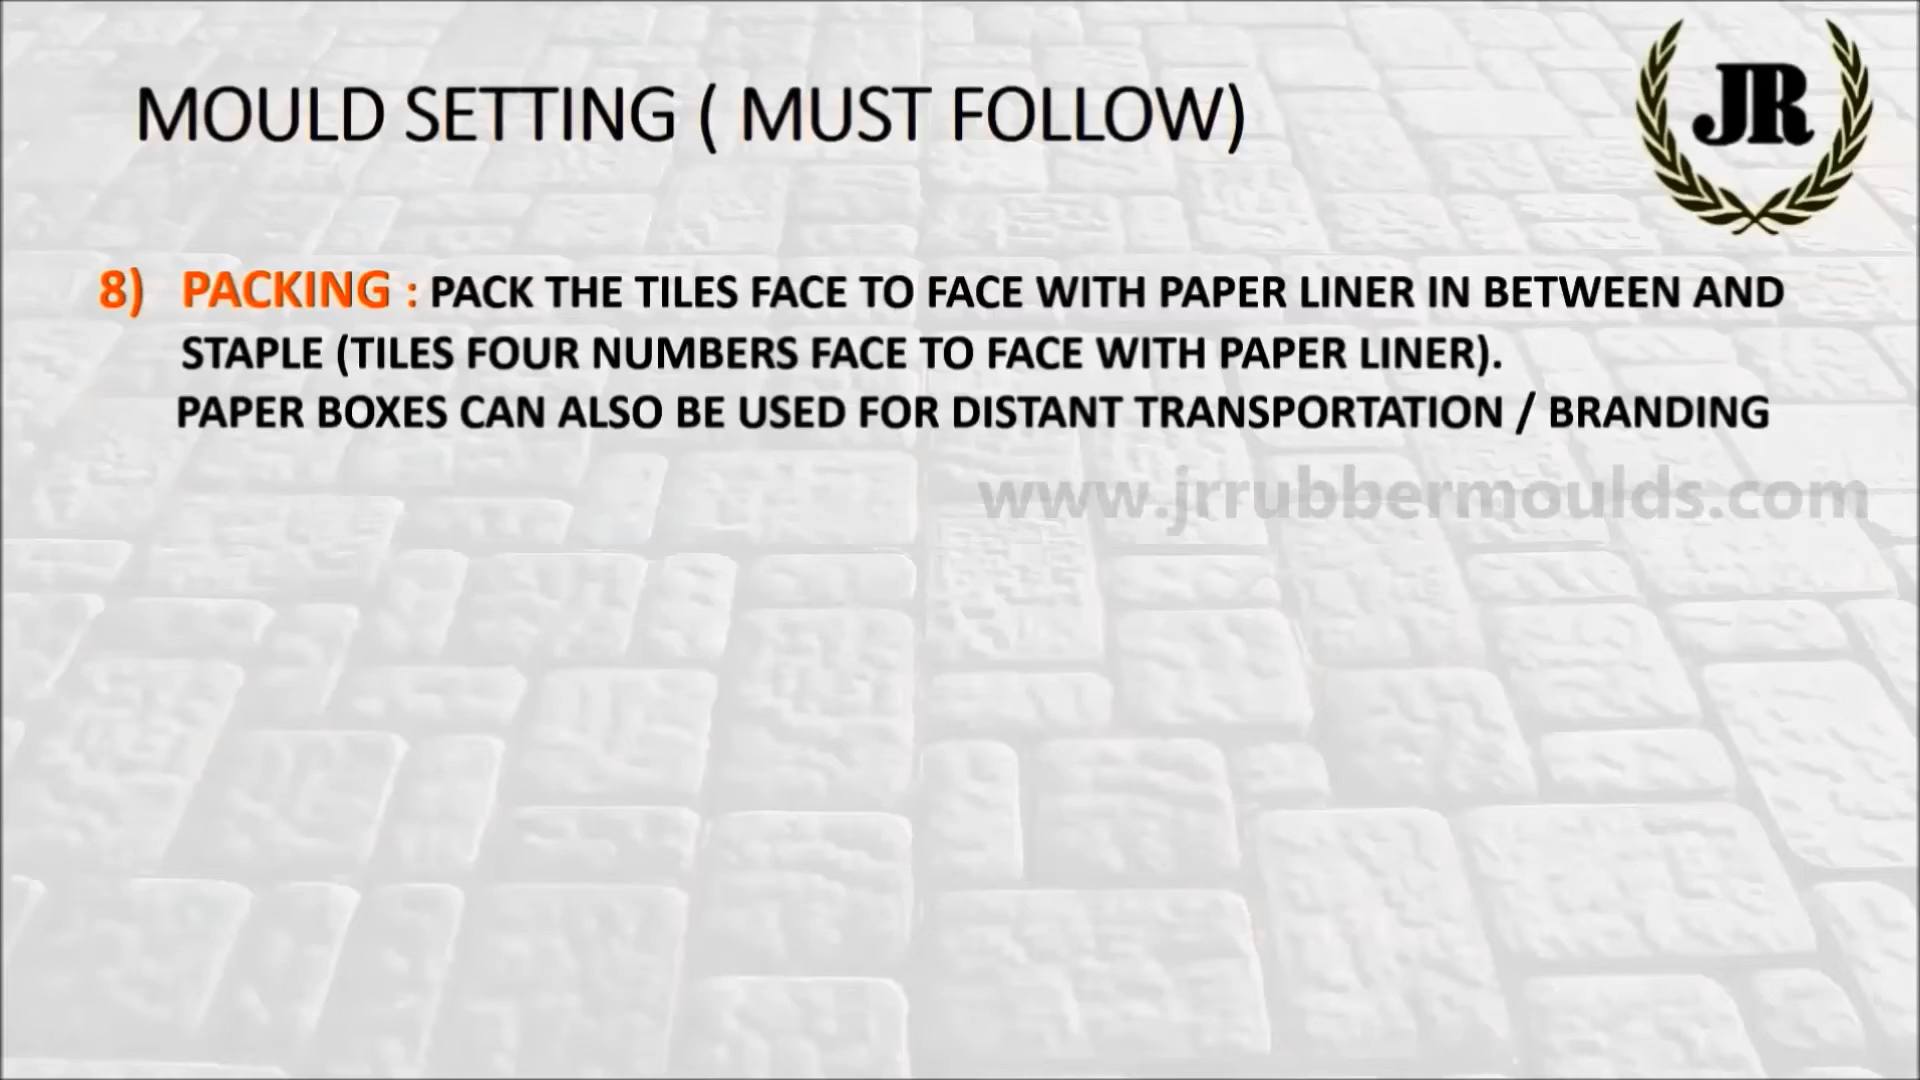 MOULD SETTING ( MUST FOLLOW)
JR
8) PACKING : PACK THE TILES FACE TO FACE WITH PAPER LINER IN BETWEEN AND
STAPLE (TILES FOUR NUMBERS FACE TO FACE WITH PAPER LINER).
PAPER BOXES CAN ALSO BE USED FOR DISTANT TRANSPORTATION / BRANDING
www.jrrubbermoulds.com